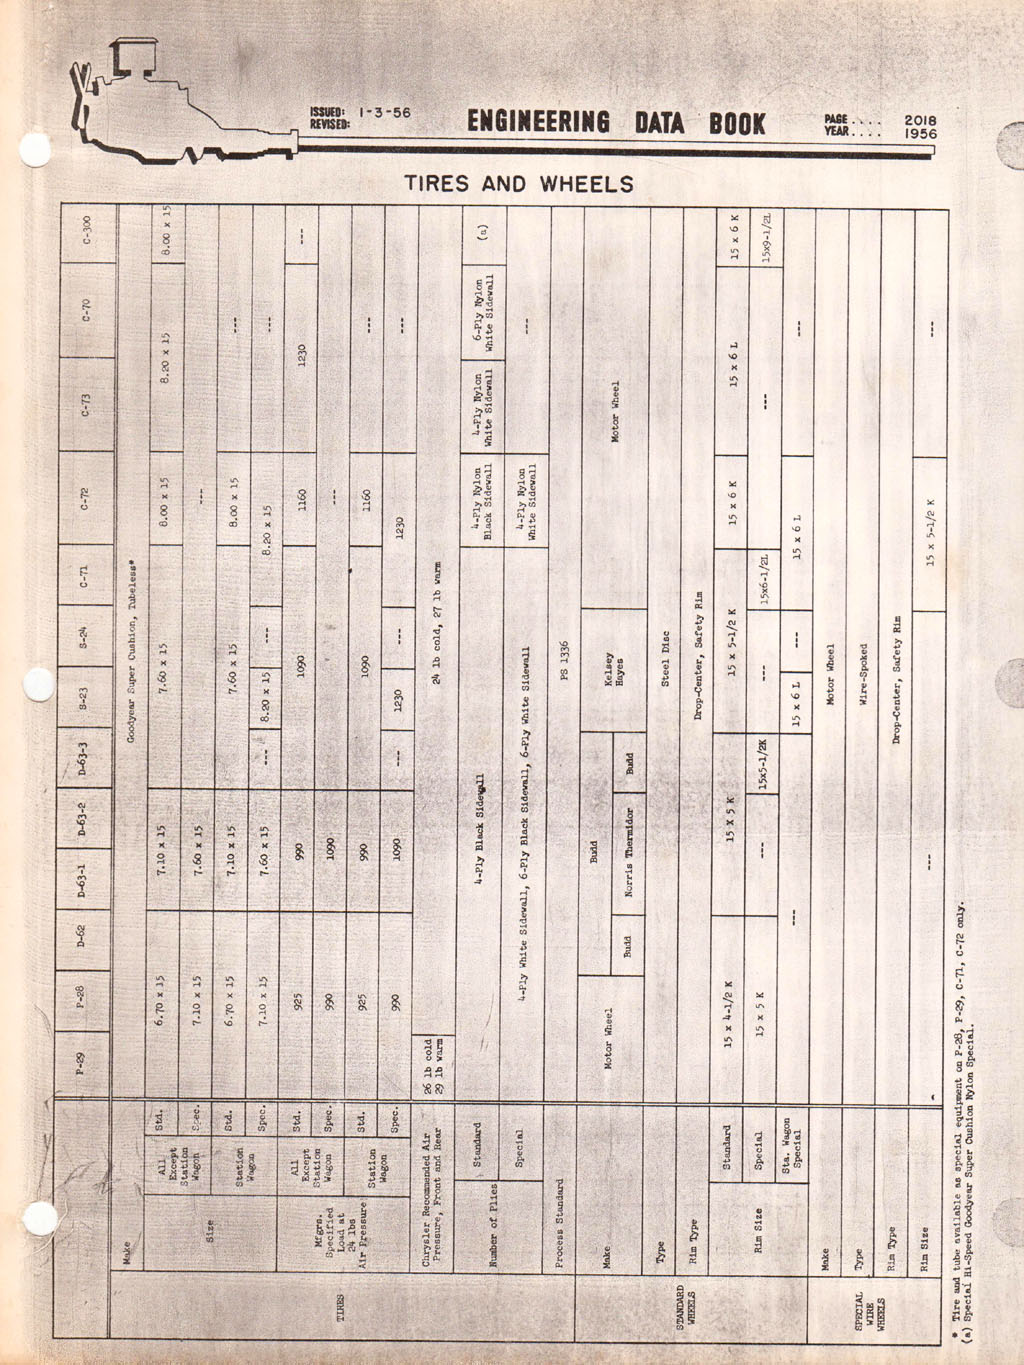 ISSUED: 1-3-56
REVISED:
ENGINEERING DATA BOOK
PAGE.... 2018
YEAR.... 1956
TIRES AND WHEELS
P-29 P-28 D-62 D-63-1 D-63-2 D-63-3 S-23 S-24 C-71 C-72 C-73 C-70 C-300
TIRES
Make
Goodyear Super Cushion, Tubeless*
Size
All Except Station Wagon
Std.
6.70 x 15 7.10 x 15 7.60 x 15 8.00 x 15 8.20 x 15 8.00 x 15
Spec.
7.10 x 15 7.60 x 15 ---
Station Wagon
Std.
6.70 x 15 7.10 x 15 7.60 x 15 8.00 x 15 ---
Spec.
7.10 x 15 7.60 x 15 --- 8.20 x 15 --- 8.20 x 15 ---
Mfgrs. Specified Load at 24 lbs Air Pressure
All Except Station Wagon
Std.
925 990 1090 1160 1230 ---
Spec.
990 1090 ---
Station Wagon
Std.
925 990 1090 1160 ---
Spec.
990 1090 --- 1230 --- 1230 ---
Chrysler Recommended Air Pressure, Front and Rear
26 lb cold
29 lb warm
24 lb cold, 27 lb warm
Number of Plies
Standard
4-Ply Black Sidewall
4-Ply Nylon Black Sidewall
4-Ply Nylon White Sidewall
6-Ply Nylon White Sidewall
(a)
Special
4-Ply White Sidewall, 6-Ply Black Sidewall, 6-Ply White Sidewall
4-Ply Nylon White Sidewall
---
Process Standard
PS 1336
STANDARD WHEELS
Make
Motor Wheel
Budd
Budd Norris Thermidor Budd
Kelsey Hayes
Motor Wheel
Type
Steel Disc
Rim Type
Drop-Center, Safety Rim
Rim Size
Standard
15 x 4-1/2 K 15 X 5 K 15 x 5-1/2 K 15 x 6 K 15 x 6 L 15 x 6 K
Special
15 x 5 K --- 15x5-1/2K --- 15x6-1/2L --- 15x9-1/2L
Sta. Wagon Special
--- 15 x 6 L --- 15 x 6 L ---
SPECIAL WIRE WHEELS
Make
Motor Wheel
Type
Wire-Spoked
Rim Type
Drop-Center, Safety Rim
Rim Size
--- 15 x 5-1/2 K ---
* Tire and tube available as special equipment on P-28, P-29, C-71, C-72 only.
(a) Special Hi-Speed Goodyear Super Cushion Nylon Special.